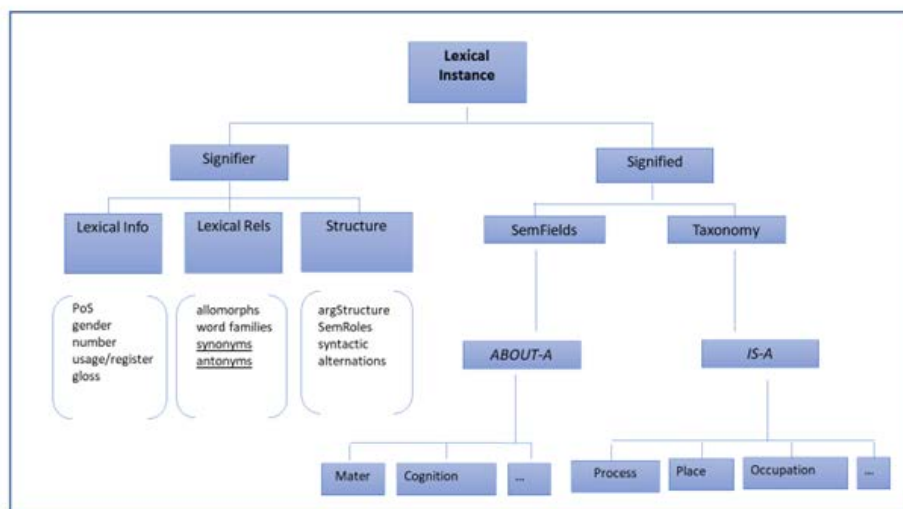 Lexical
Instance
Signifier
Signified
Lexical Info
Lexical Rels
Structure
SemFields
Taxonomy
PoS
gender
number
usage/register
gloss
allomorphs
word families
synonyms
antonyms
argStructure
SemRoles
syntactic
alternations
ABOUT-A
IS-A
Mater
Cognition
...
Process
Place
Occupation
...